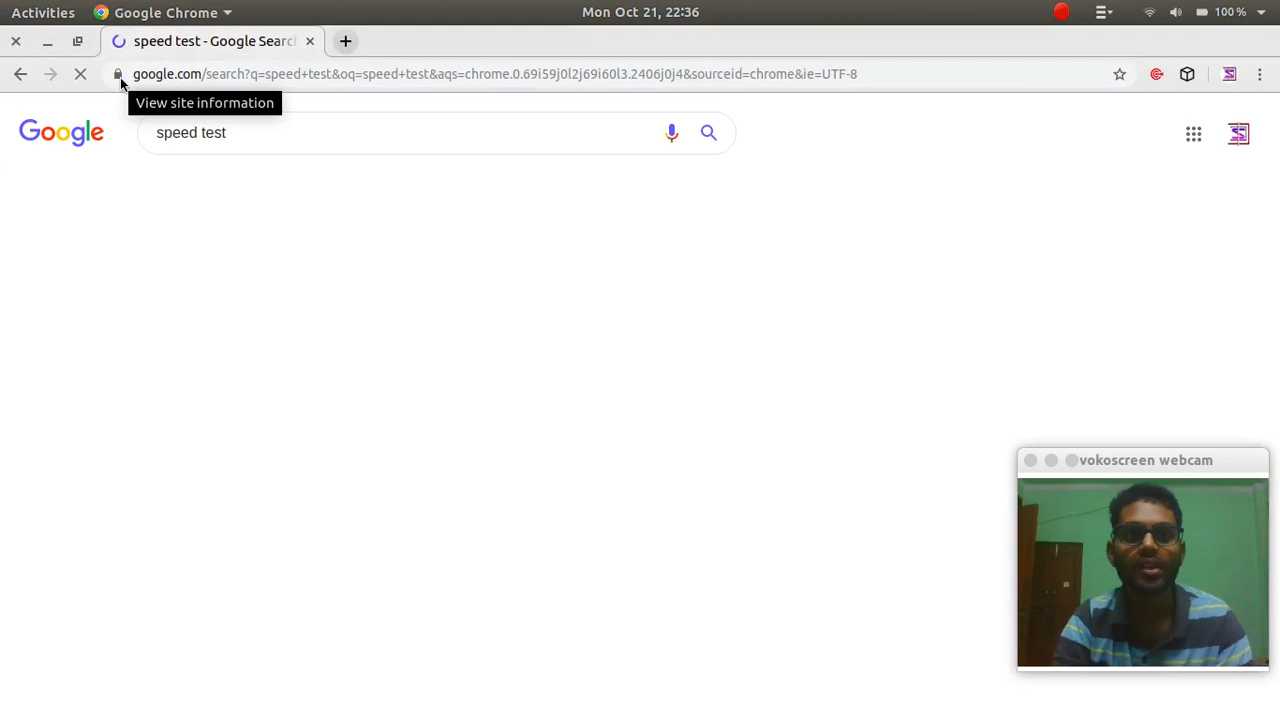 Activities
Google Chrome
Mon Oct 21, 22:36
100 %
speed test - Google Search
google.com/search?q=speed+test&oq=speed+test&aqs=chrome.0.69i59j0l2j69i60l3.2406j0j4&sourceid=chrome&ie=UTF-8
View site information
Google
speed test
vokoscreen webcam